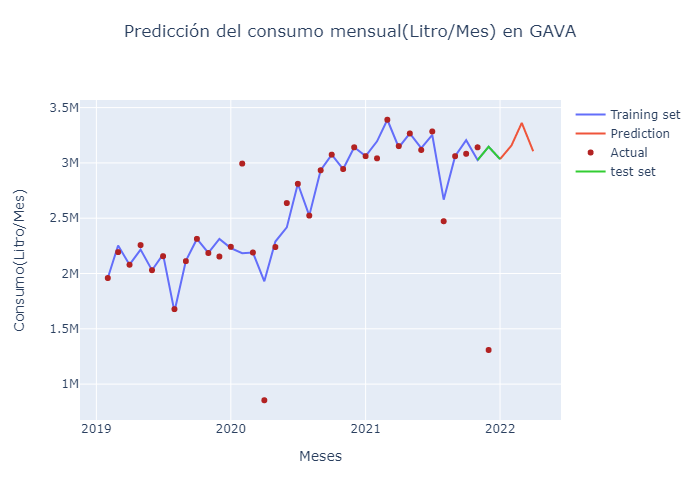 Predicción del consumo mensual(Litro/Mes) en GAVA
3.5M
3M
2.5M
2M
1.5M
1M
Consumo(Litro/Mes)
2019
2020
2021
2022
Meses
Training set
Prediction
Actual
test set